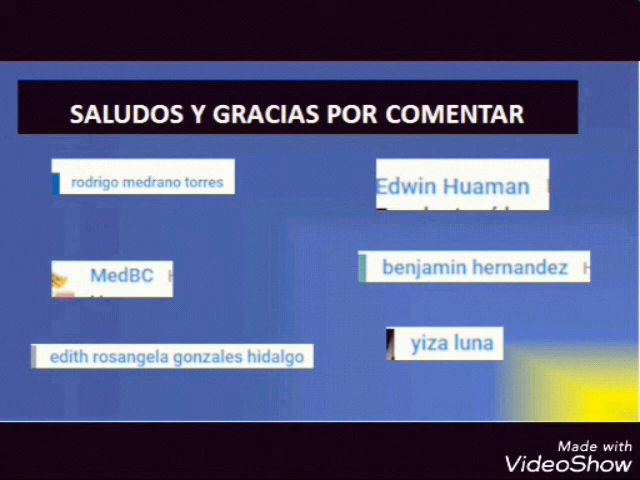 SALUDOS Y GRACIAS POR COMENTAR
rodrigo medrano torres
Edwin Huaman
MedBC
benjamin hernandez
edith rosangela gonzales hidalgo
yiza luna
Made with
VideoShow